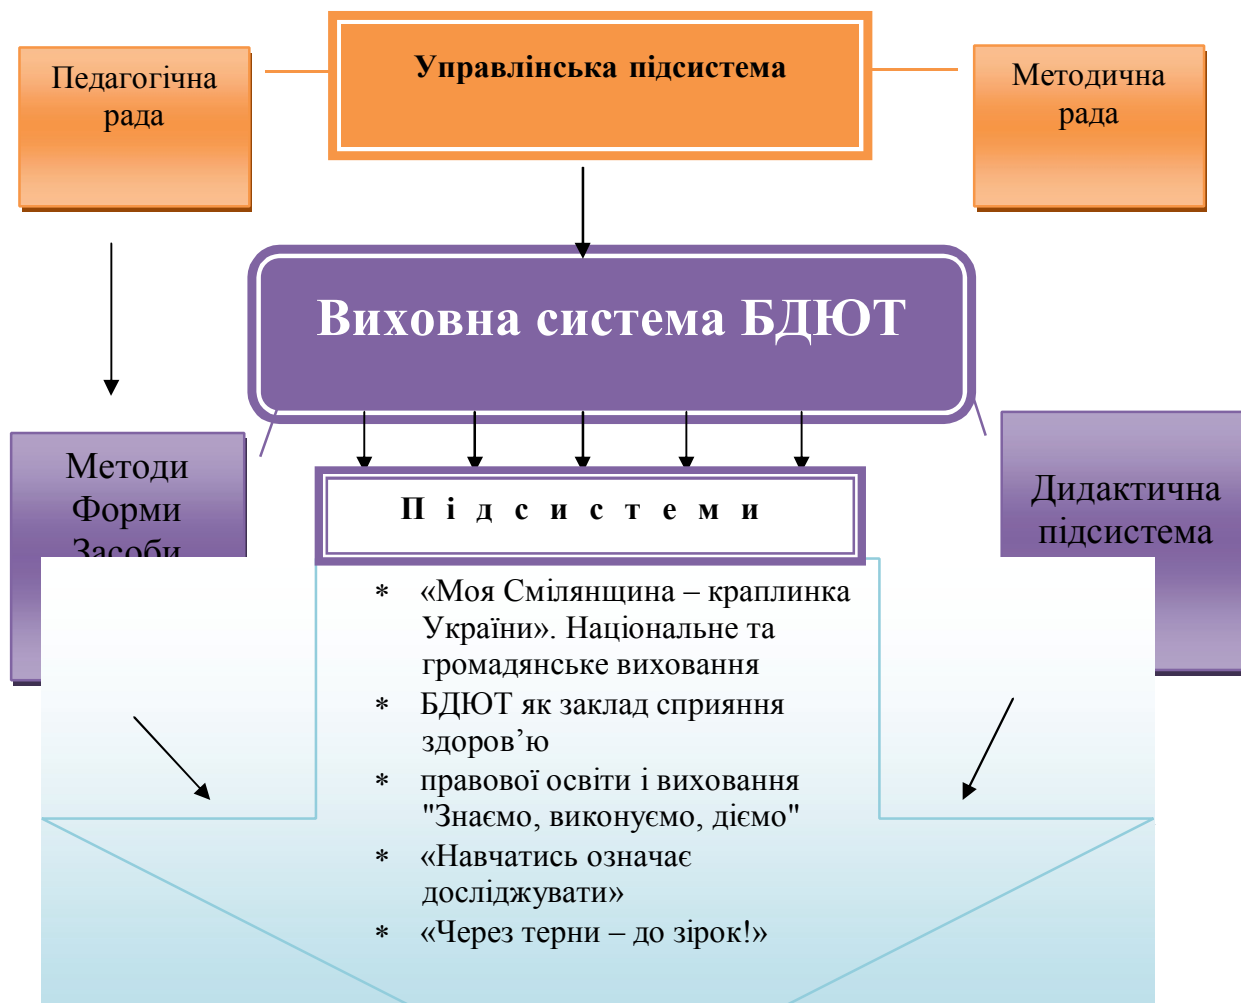 Управлінська підсистема
Педагогічна
рада
Методична
рада
Виховна система БДЮТ
Методи
Форми
Засоби
Підсистеми
Дидактична
підсистема
* «Моя Смілянщина – краплинка
України». Національне та
громадянське виховання
* БДЮТ як заклад сприяння
здоров’ю
* правової освіти і виховання
"Знаємо, виконуємо, діємо"
* «Навчатись означає
досліджувати»
* «Через терни – до зірок!»